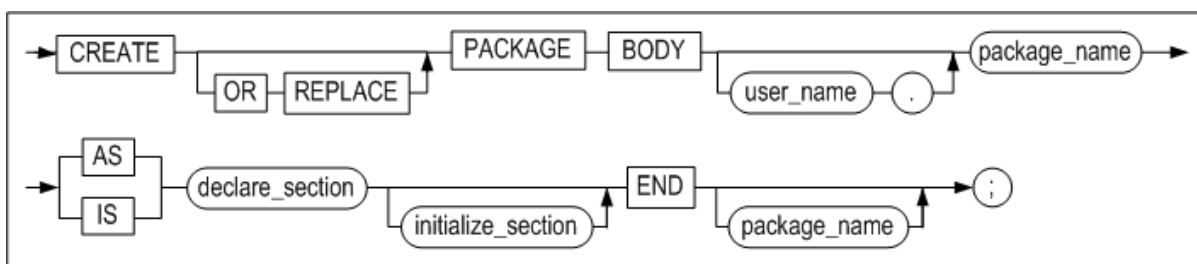 CREATE PACKAGE BODY package_name
OR REPLACE user_name .
AS
declare_section END ;
IS initialize_section package_name